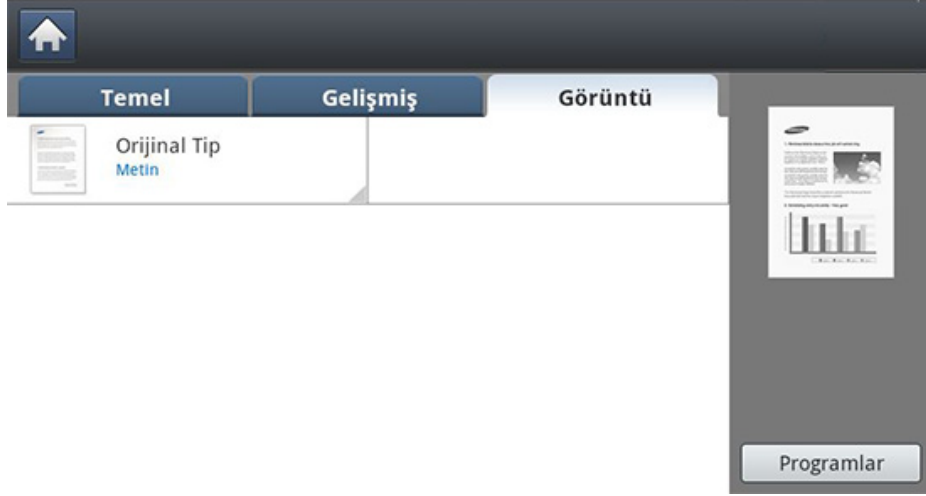 Temel
Gelişmiş
Görüntü
Orijinal Tip
Metin
Programlar